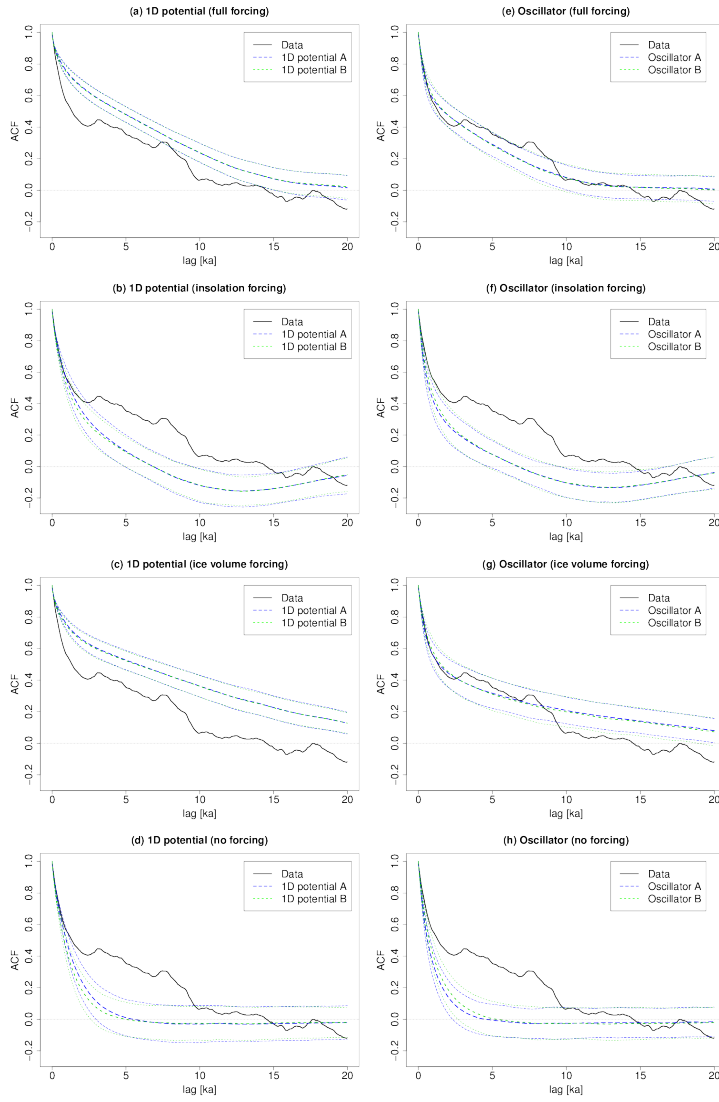 (a) 1D potential (full forcing)
ACF
1.0
0.8
0.6
0.4
0.2
0.0
−0.2
Data
1D potential A
1D potential B
0 5 10 15 20
lag [ka]
(e) Oscillator (full forcing)
ACF
1.0
0.8
0.6
0.4
0.2
0.0
−0.2
Data
Oscillator A
Oscillator B
0 5 10 15 20
lag [ka]
(b) 1D potential (insolation forcing)
ACF
1.0
0.8
0.6
0.4
0.2
0.0
−0.2
Data
1D potential A
1D potential B
0 5 10 15 20
lag [ka]
(f) Oscillator (insolation forcing)
ACF
1.0
0.8
0.6
0.4
0.2
0.0
−0.2
Data
Oscillator A
Oscillator B
0 5 10 15 20
lag [ka]
(c) 1D potential (ice volume forcing)
ACF
1.0
0.8
0.6
0.4
0.2
0.0
−0.2
Data
1D potential A
1D potential B
0 5 10 15 20
lag [ka]
(g) Oscillator (ice volume forcing)
ACF
1.0
0.8
0.6
0.4
0.2
0.0
−0.2
Data
Oscillator A
Oscillator B
0 5 10 15 20
lag [ka]
(d) 1D potential (no forcing)
ACF
1.0
0.8
0.6
0.4
0.2
0.0
−0.2
Data
1D potential A
1D potential B
0 5 10 15 20
lag [ka]
(h) Oscillator (no forcing)
ACF
1.0
0.8
0.6
0.4
0.2
0.0
−0.2
Data
Oscillator A
Oscillator B
0 5 10 15 20
lag [ka]